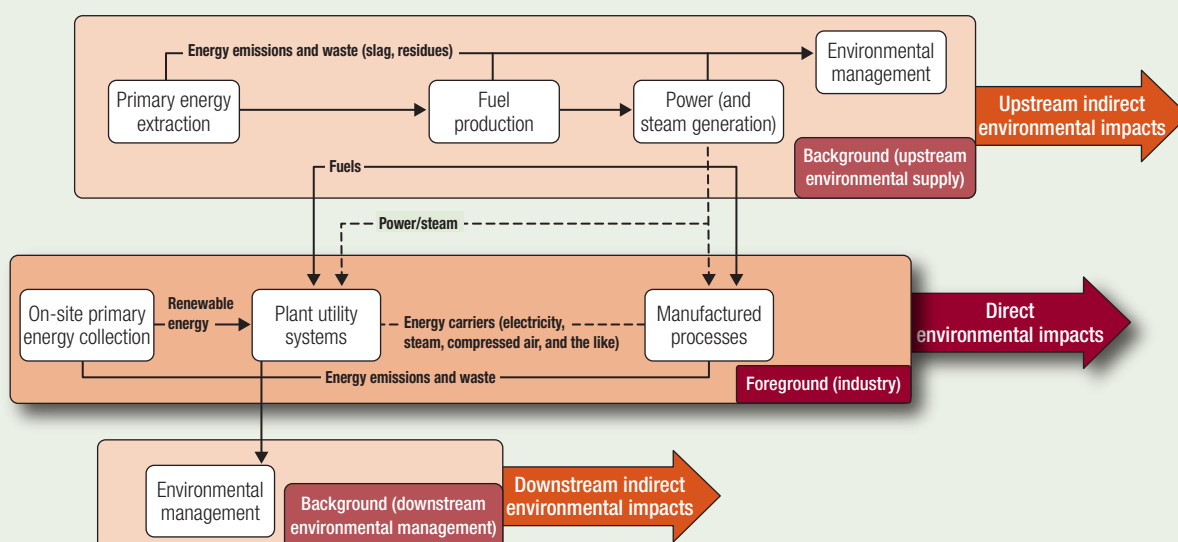 Energy emissions and waste (slag, residues)
Environmental
management
Primary energy
extraction
Fuel
production
Power (and
steam generation)
Upstream indirect
environmental impacts
Background (upstream
environmental supply)
Fuels
Power/steam
On-site primary
energy collection
Renewable
energy
Plant utility
systems
Energy carriers (electricity,
steam, compressed air, and the like)
Manufactured
processes
Direct
environmental impacts
Energy emissions and waste
Foreground (industry)
Environmental
management
Background (downstream
environmental management)
Downstream indirect
environmental impacts